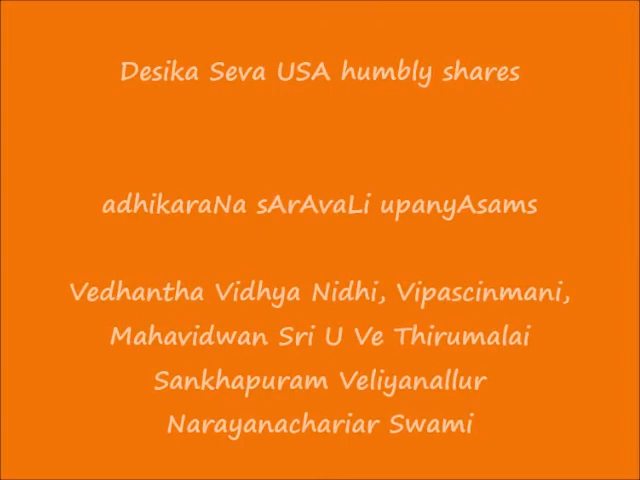 Desika Seva USA humbly shares
adhikaraNa sArAvaLi upanyAsams
Vedhantha Vidhya Nidhi, Vipascinmani,
Mahavidwan Sri U Ve Thirumalai
Sankhapuram Veliyanallur
Narayanachariar Swami